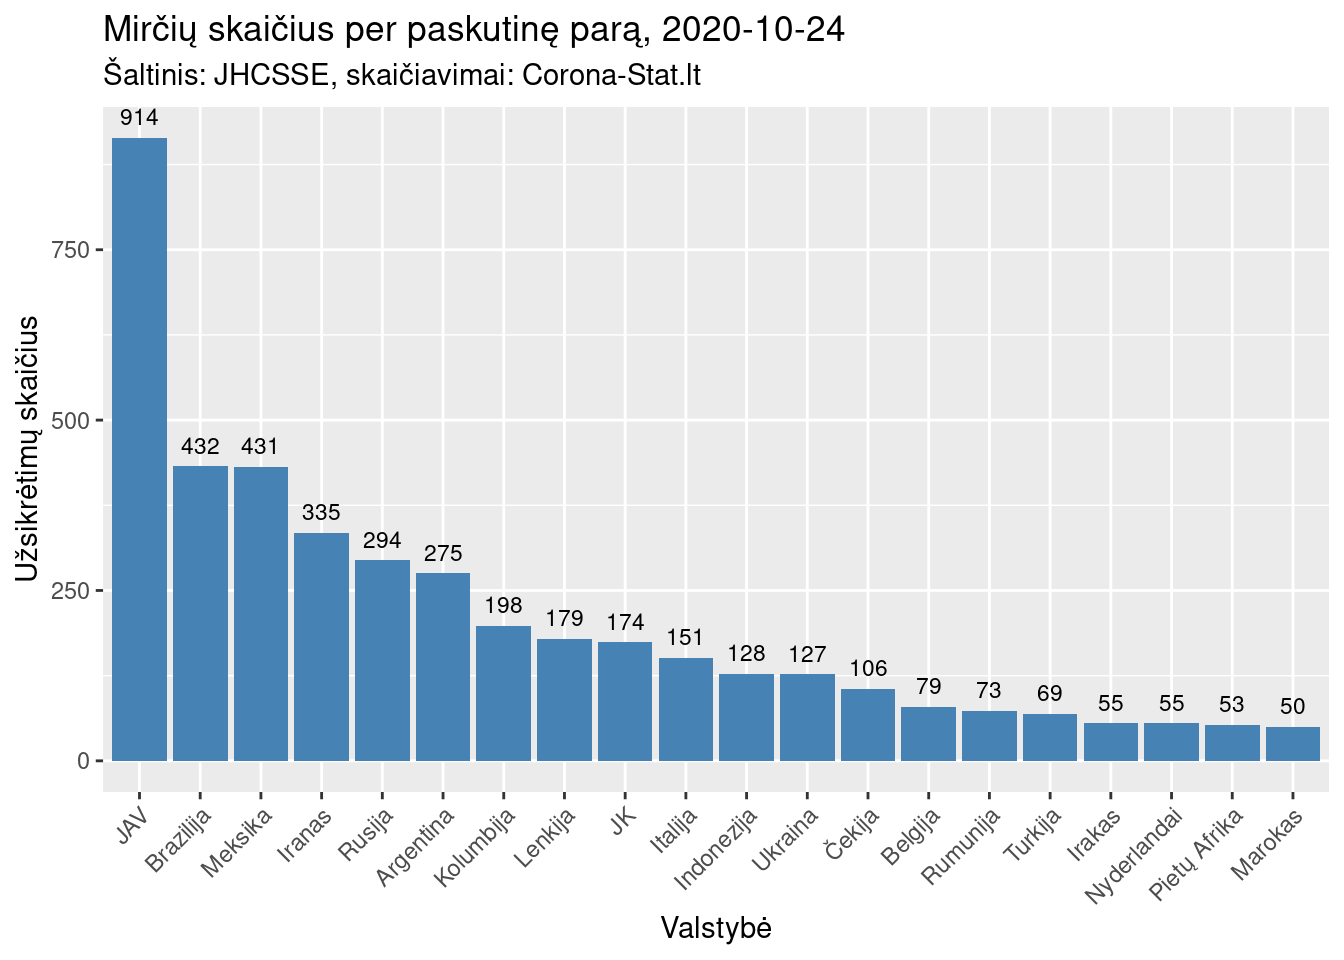 Mirčių skaičius per paskutinę parą, 2020-10-24
Šaltinis: JHCSSE, skaičiavimai: Corona-Stat.lt
Užsikrėtimų skaičius
750
500
250
0
914
432
431
335
294
275
198
179
174
151
128
127
106
79
73
69
55
55
53
50
JAV
Brazilija
Meksika
Iranas
Rusija
Argentina
Kolumbija
Lenkija
JK
Italija
Indonezija
Ukraina
Čekija
Belgija
Rumunija
Turkija
Irakas
Nyderlandai
Pietų Afrika
Marokas
Valstybė